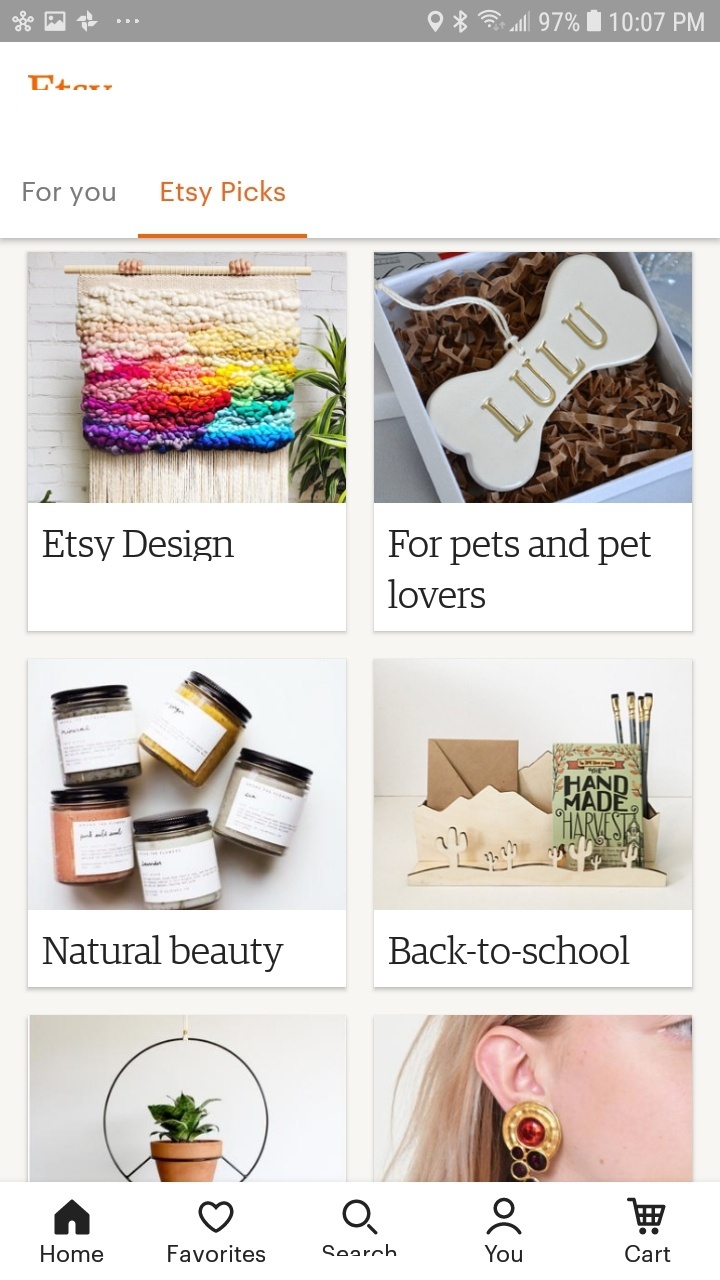 97% 10:07 PM
Etsy
For you Etsy Picks
LULU
Etsy Design
For pets and pet
lovers
HAND
MADE
HARVEST
Natural beauty
Back-to-school
Home Favorites Search You Cart